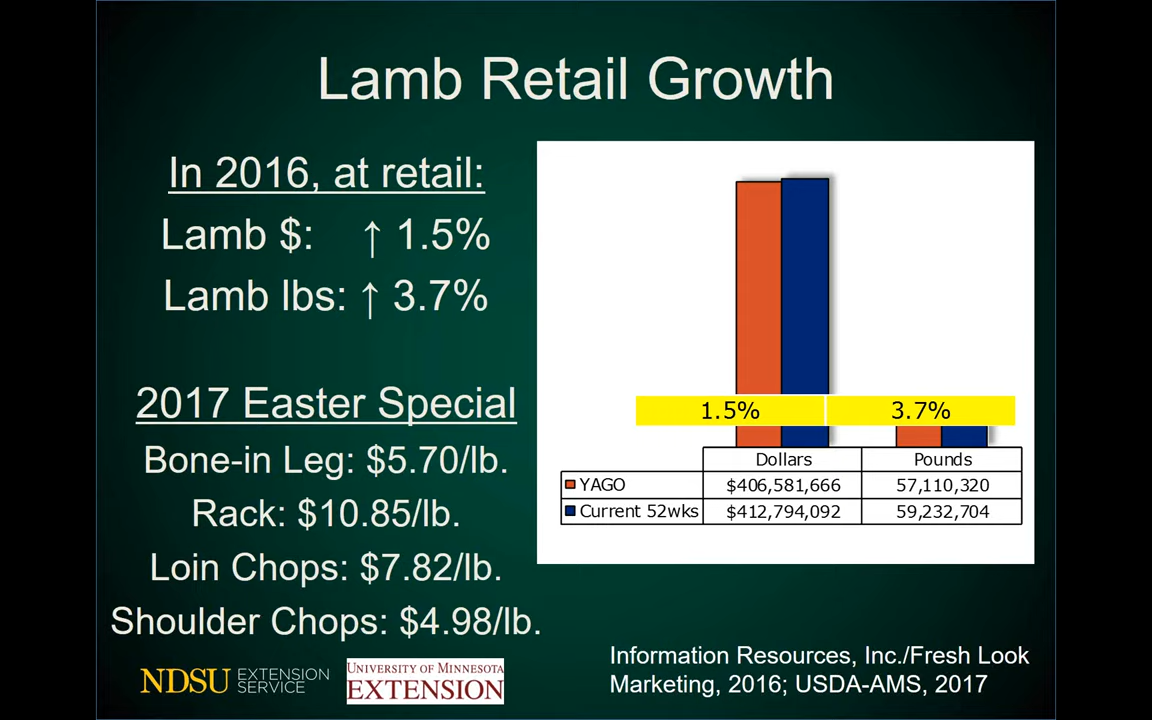 Lamb Retail Growth
In 2016, at retail:
Lamb $: ↑ 1.5%
Lamb lbs: ↑ 3.7%
2017 Easter Special
Bone-in Leg: $5.70/lb.
Rack: $10.85/lb.
Loin Chops: $7.82/lb.
Shoulder Chops: $4.98/lb.
1.5% 3.7%
Dollars Pounds
YAGO $406,581,666 57,110,320
Current 52wks $412,794,092 59,232,704
NDSU EXTENSION
SERVICE
UNIVERSITY OF MINNESOTA
EXTENSION
Information Resources, Inc./Fresh Look
Marketing, 2016; USDA-AMS, 2017